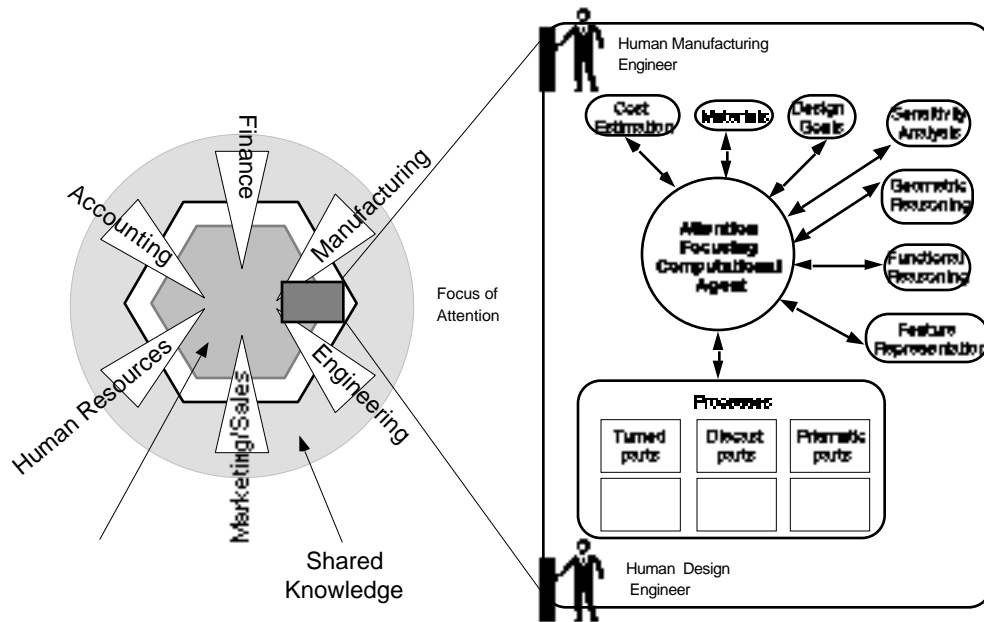 Finance
Accounting
Manufacturing
Human Resources
Marketing/Sales
Engineering
Shared
Knowledge
Focus of
Attention
Human Manufacturing
Engineer
Cost
Estimation
Materials
Design
Goals
Sensitivity
Analysis
Geometric
Reasoning
Functional
Reasoning
Feature
Representation
Attention
Focusing
Computational
Agent
Processes
Turned
parts
Diecast
parts
Prismatic
parts
Human Design
Engineer